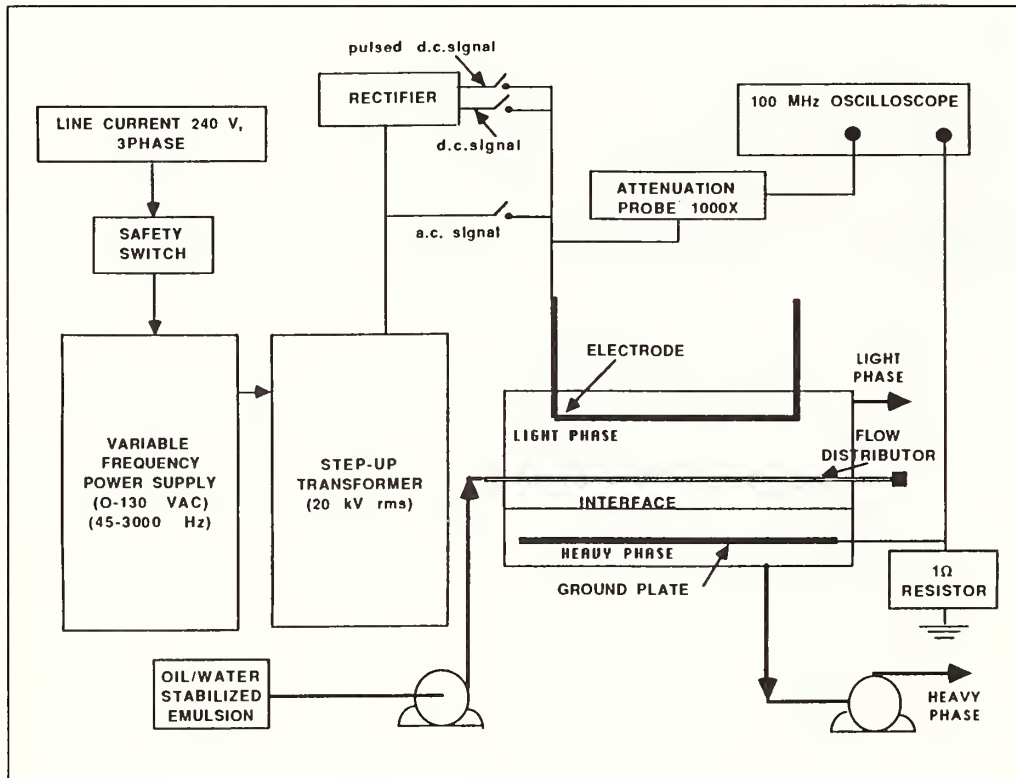 pulsed d.c.signal
RECTIFIER
d.c.signal
LINE CURRENT 240 V,
3PHASE
100 MHz OSCILLOSCOPE
ATTENUATION
PROBE 1000X
a.c. signal
SAFETY
SWITCH
ELECTRODE
LIGHT
PHASE
LIGHT PHASE
FLOW
DISTRIBUTOR
VARIABLE
FREQUENCY
POWER SUPPLY
(O-130 VAC)
(45-3000 Hz)
STEP-UP
TRANSFORMER
(20 kV rms)
INTERFACE
HEAVY PHASE
GROUND PLATE
1Ω
RESISTOR
OIL/WATER
STABILIZED
EMULSION
HEAVY
PHASE